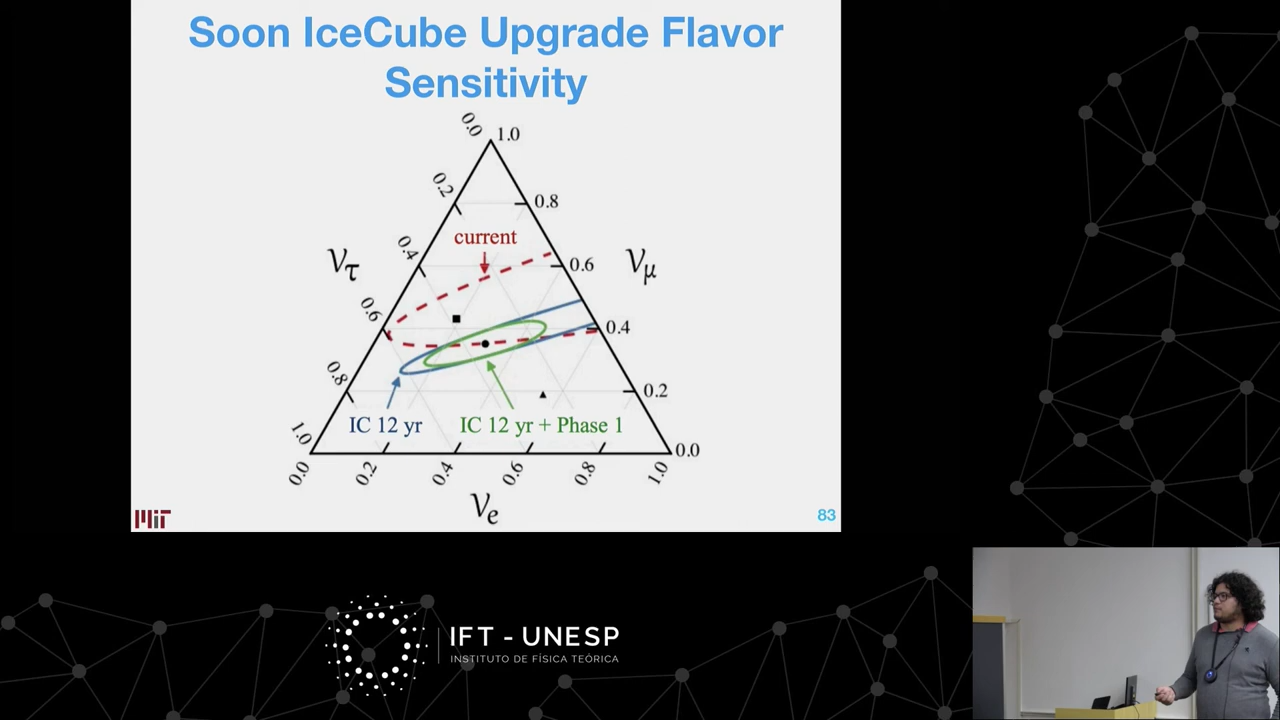 Soon IceCube Upgrade Flavor
Sensitivity
0.0
1.0
0.2
0.8
0.4
current
ντ
0.6
νμ
0.6
0.4
0.8
0.2
IC 12 yr
IC 12 yr + Phase 1
1.0
0.0
0.0
0.2
0.4
0.6
0.8
1.0
νe
MIT
83
IFT - UNESP
INSTITUTO DE FÍSICA TEÓRICA